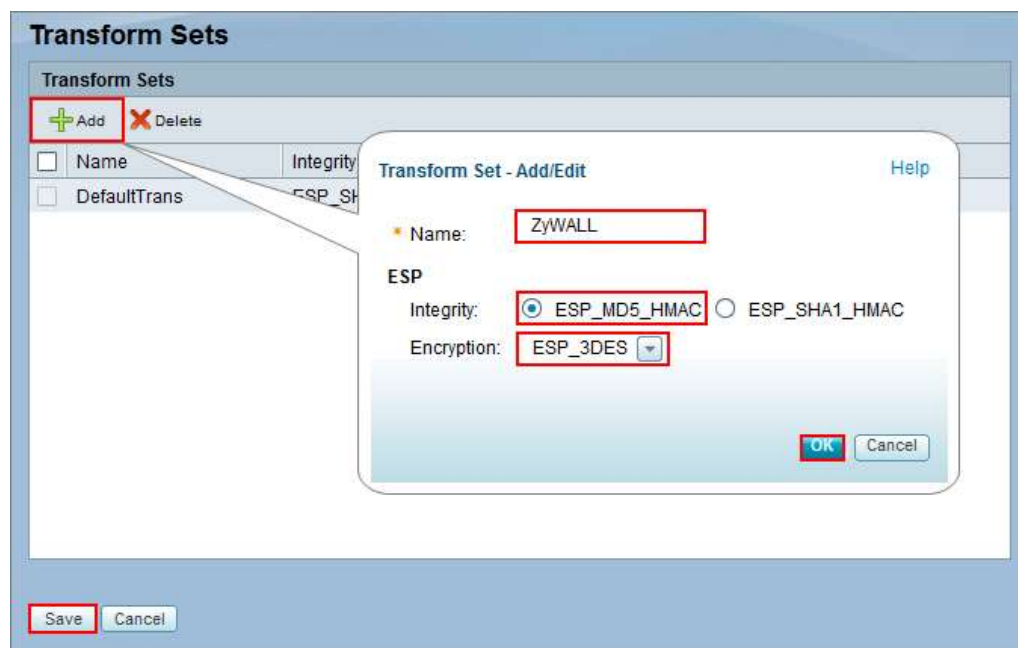 Transform Sets
Transform Sets
Add Delete
Name Integrity
DefaultTrans
Transform Set - Add/Edit Help
* Name: ZyWALL
ESP
Integrity: ESP_MD5_HMAC ESP_SHA1_HMAC
Encryption: ESP_3DES
OK Cancel
Save Cancel